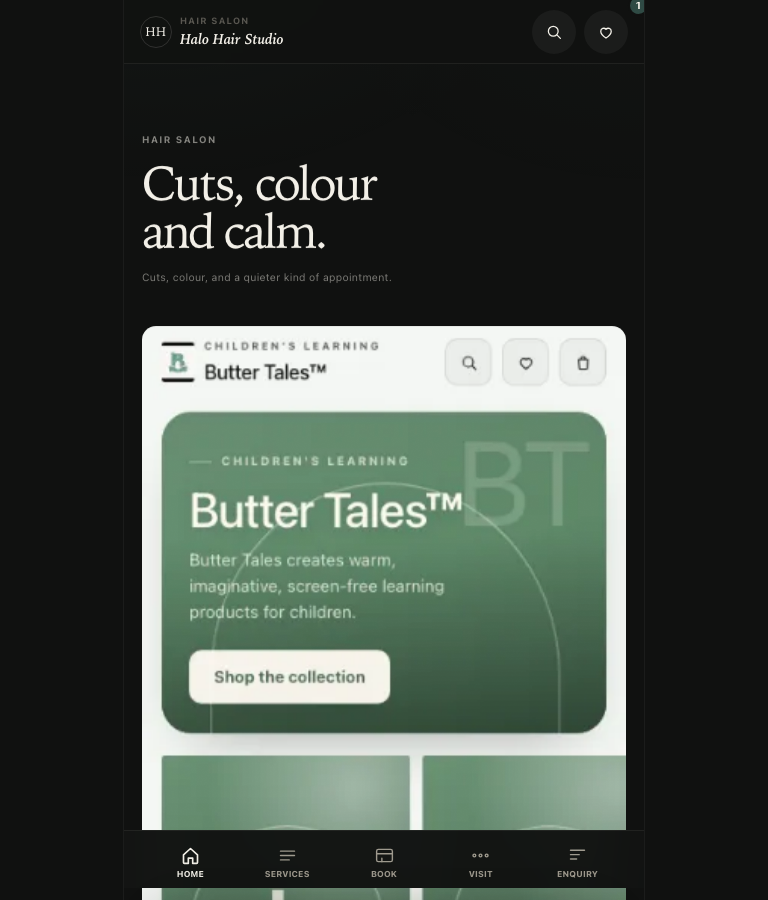 1
HH
HAIR SALON
Halo Hair Studio
HAIR SALON
Cuts, colour
and calm.
Cuts, colour, and a quieter kind of appointment.
B
CHILDREN'S LEARNING
Butter Tales™
CHILDREN'S LEARNING
BT
Butter Tales™
Butter Tales creates warm,
imaginative, screen-free learning
products for children.
Shop the collection
HOME
SERVICES
BOOK
VISIT
ENQUIRY